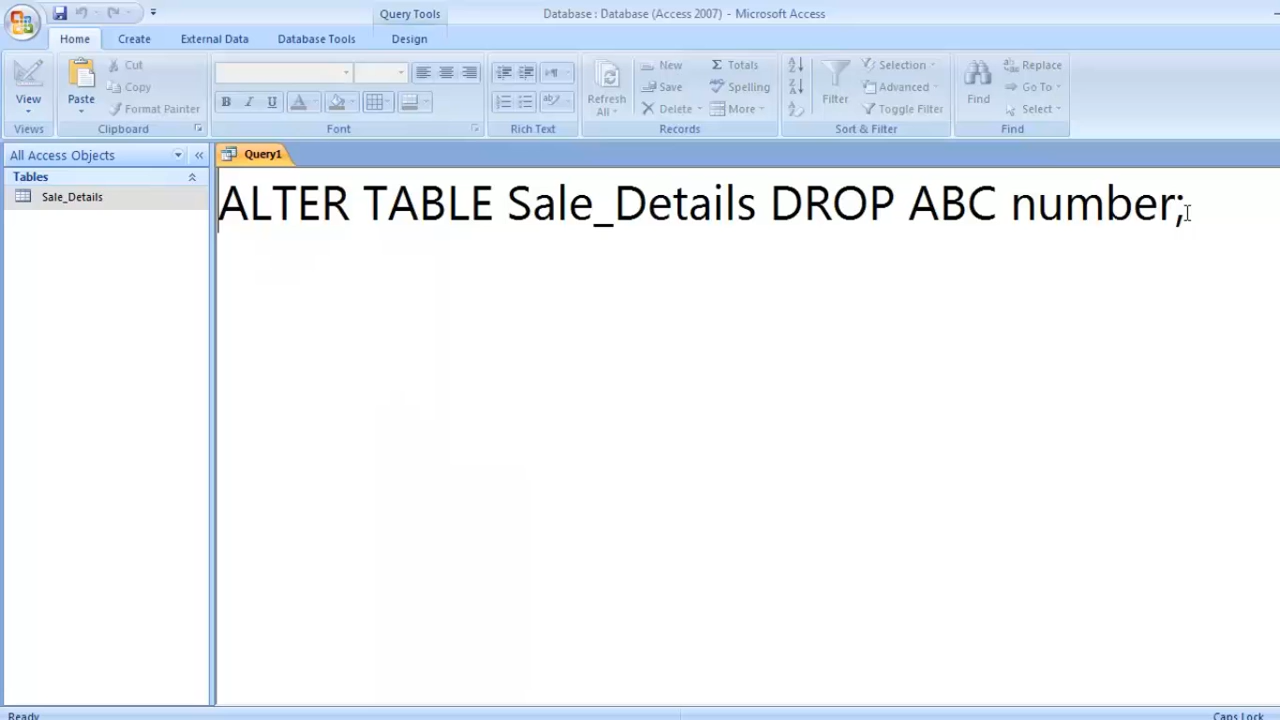 Query Tools
Database : Database (Access 2007) - Microsoft Access
Home Create External Data Database Tools Design
View
Views
Paste
Cut
Copy
Format Painter
Clipboard
B I U A
Font
Rich Text
Refresh
All
New
Save
Delete
Totals
Spelling
More
Records
Filter
Selection
Advanced
Toggle Filter
Sort & Filter
Find
Replace
Go To
Select
Find
All Access Objects
Tables
Sale_Details
Query1
ALTER TABLE Sale_Details DROP ABC number;
Ready
Caps Lock